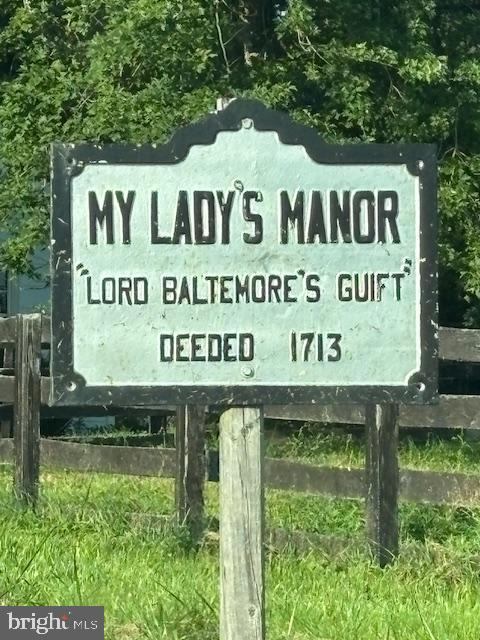 MY LADY'S MANOR
"LORD BALTEMORE'S GUIFT"
DEEDED 1713
bright MLS